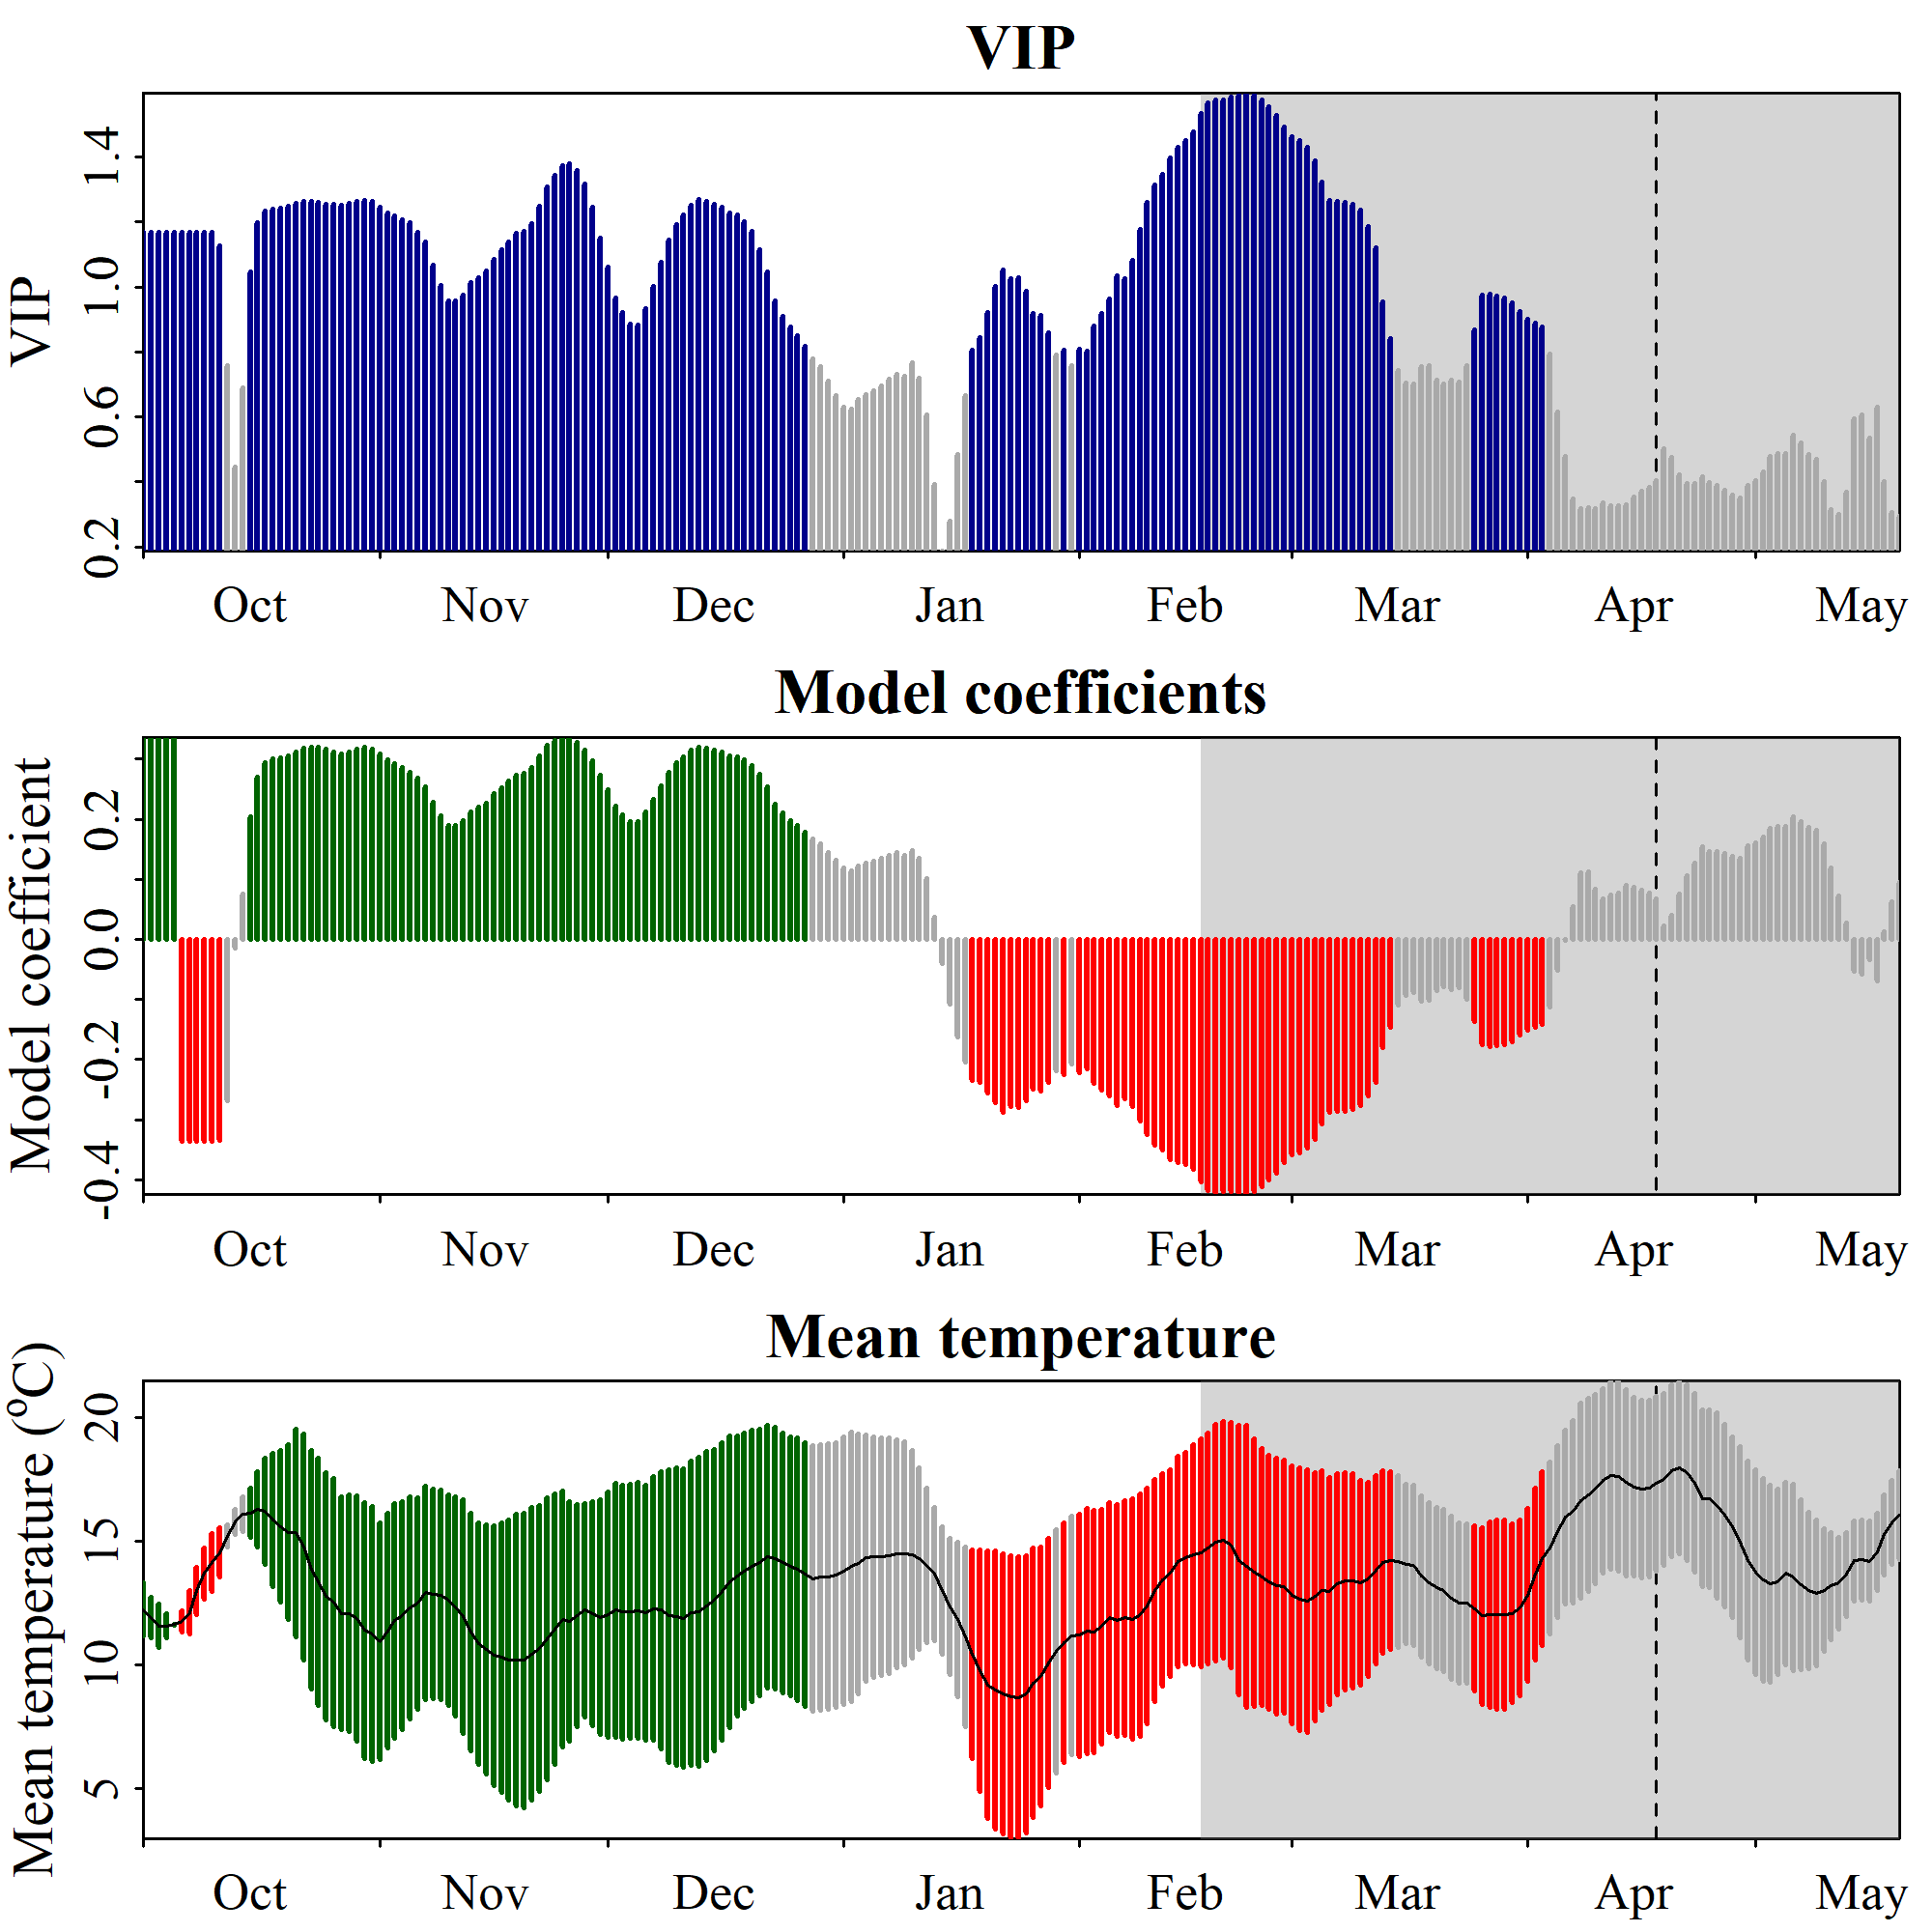 VIP
VIP
1.4
1.0
0.6
0.2
Oct Nov Dec Jan Feb Mar Apr May
Model coefficients
Model coefficient
0.2
0.0
-0.2
-0.4
Oct Nov Dec Jan Feb Mar Apr May
Mean temperature
Mean temperature (ºC)
20
15
10
5
Oct Nov Dec Jan Feb Mar Apr May